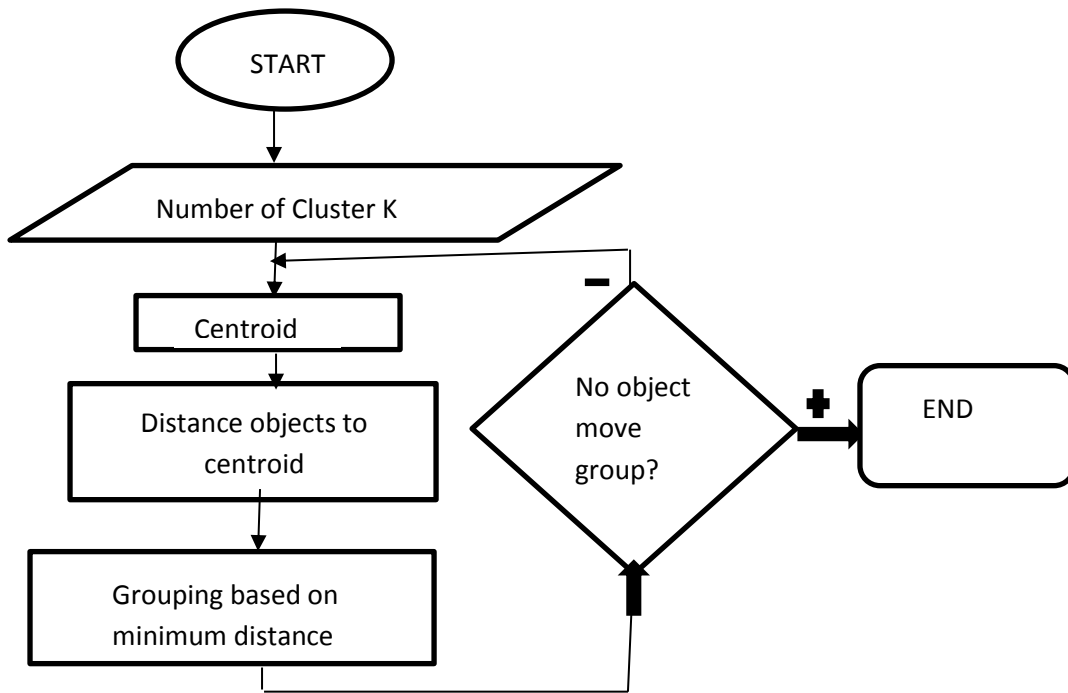 START
Number of Cluster K
Centroid
Distance objects to
centroid
Grouping based on
minimum distance
No object
move
group?
-
+
END